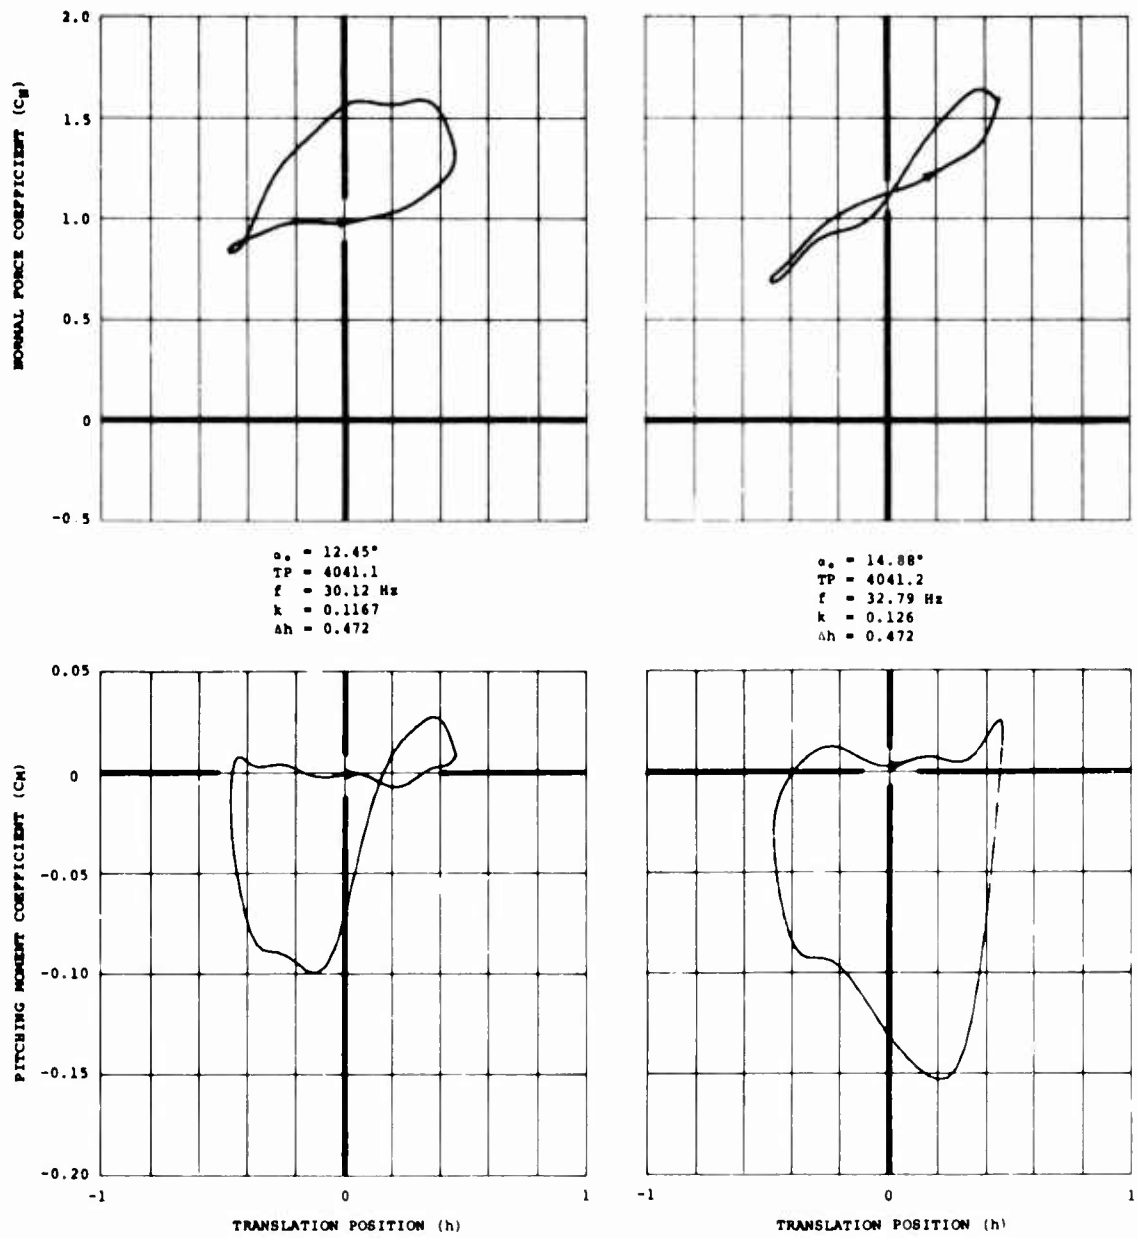 2.0
1.5
1.0
0.5
0
-0.5
NORMAL FORCE COEFFICIENT (CN)
α₀ = 12.45°
TP = 4041.1
f = 30.12 Hz
k = 0.1167
Δh = 0.472
α₀ = 14.88°
TP = 4041.2
f = 32.79 Hz
k = 0.126
Δh = 0.472
0.05
0
-0.05
-0.10
-0.15
-0.20
PITCHING MOMENT COEFFICIENT (CM)
-1 0 1
-1 0 1
TRANSLATION POSITION (h)
TRANSLATION POSITION (h)